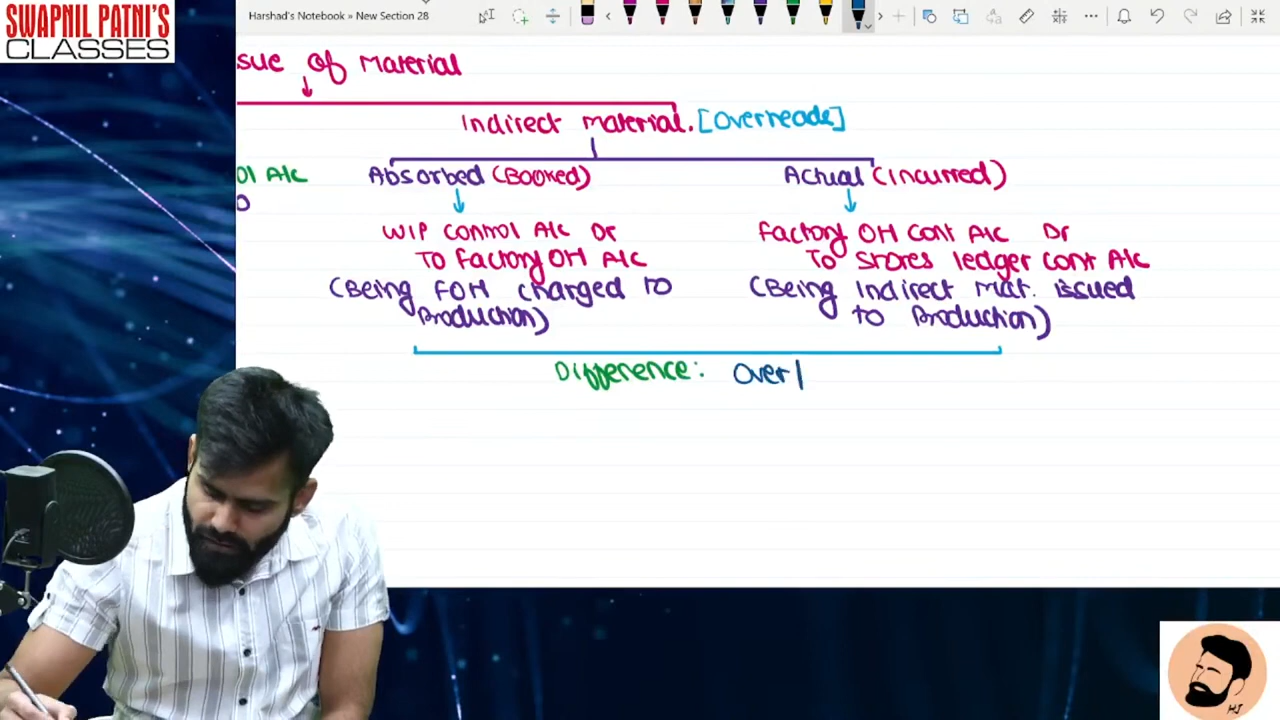 SWAPNIL PATNI'S
CLASSES
Harshad's Notebook » New Section 28
sue of Material
Indirect Material. [Overheads]
ol A/c
Absorbed (Booked)
Actual (Incurred)
WIP Control A/c Dr
To Factory OH A/c
(Being FOH charged to
Production)
Factory OH Cont A/c Dr
To Stores ledger Cont A/c
(Being Indirect Mat. issued
to Production)
Difference: Over/
HJ